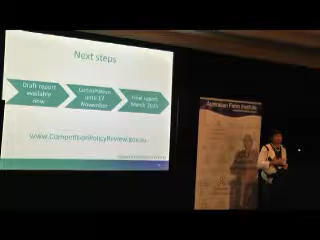 Next steps
Draft report
available
now
Consultation
until 17
November
Final report
March 2015
www.CompetitionPolicyReview.gov.au
Australian Farm Institute